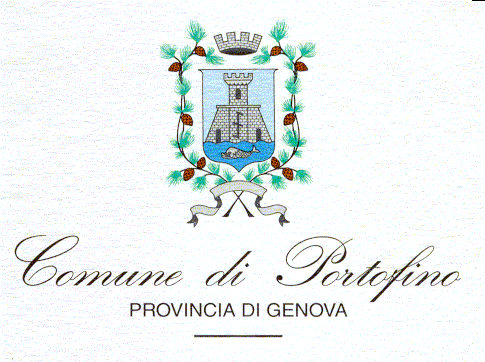 Comune di Portofino
PROVINCIA DI GENOVA